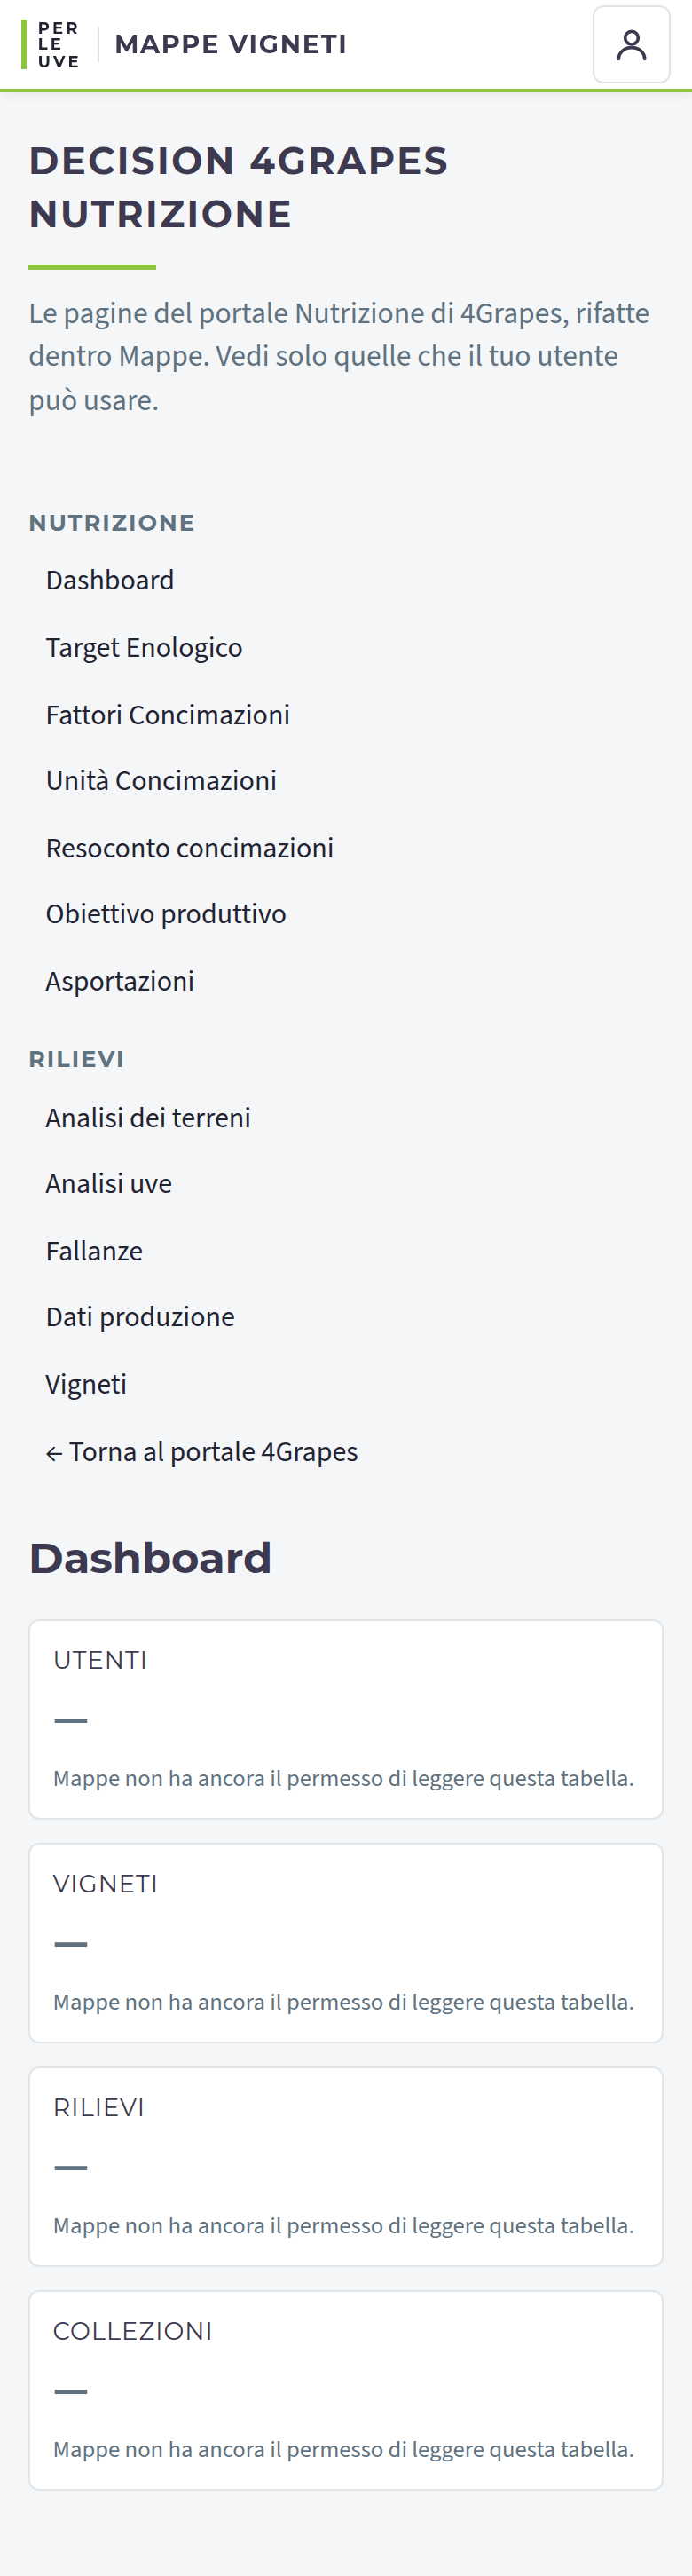 PER
LE
UVE
MAPPE VIGNETI
DECISION 4GRAPES
NUTRIZIONE
Le pagine del portale Nutrizione di 4Grapes, rifatte
dentro Mappe. Vedi solo quelle che il tuo utente
può usare.
NUTRIZIONE
Dashboard
Target Enologico
Fattori Concimazioni
Unità Concimazioni
Resoconto concimazioni
Obiettivo produttivo
Asportazioni
RILIEVI
Analisi dei terreni
Analisi uve
Fallanze
Dati produzione
Vigneti
← Torna al portale 4Grapes
Dashboard
UTENTI
—
Mappe non ha ancora il permesso di leggere questa tabella.
VIGNETI
—
Mappe non ha ancora il permesso di leggere questa tabella.
RILIEVI
—
Mappe non ha ancora il permesso di leggere questa tabella.
COLLEZIONI
—
Mappe non ha ancora il permesso di leggere questa tabella.